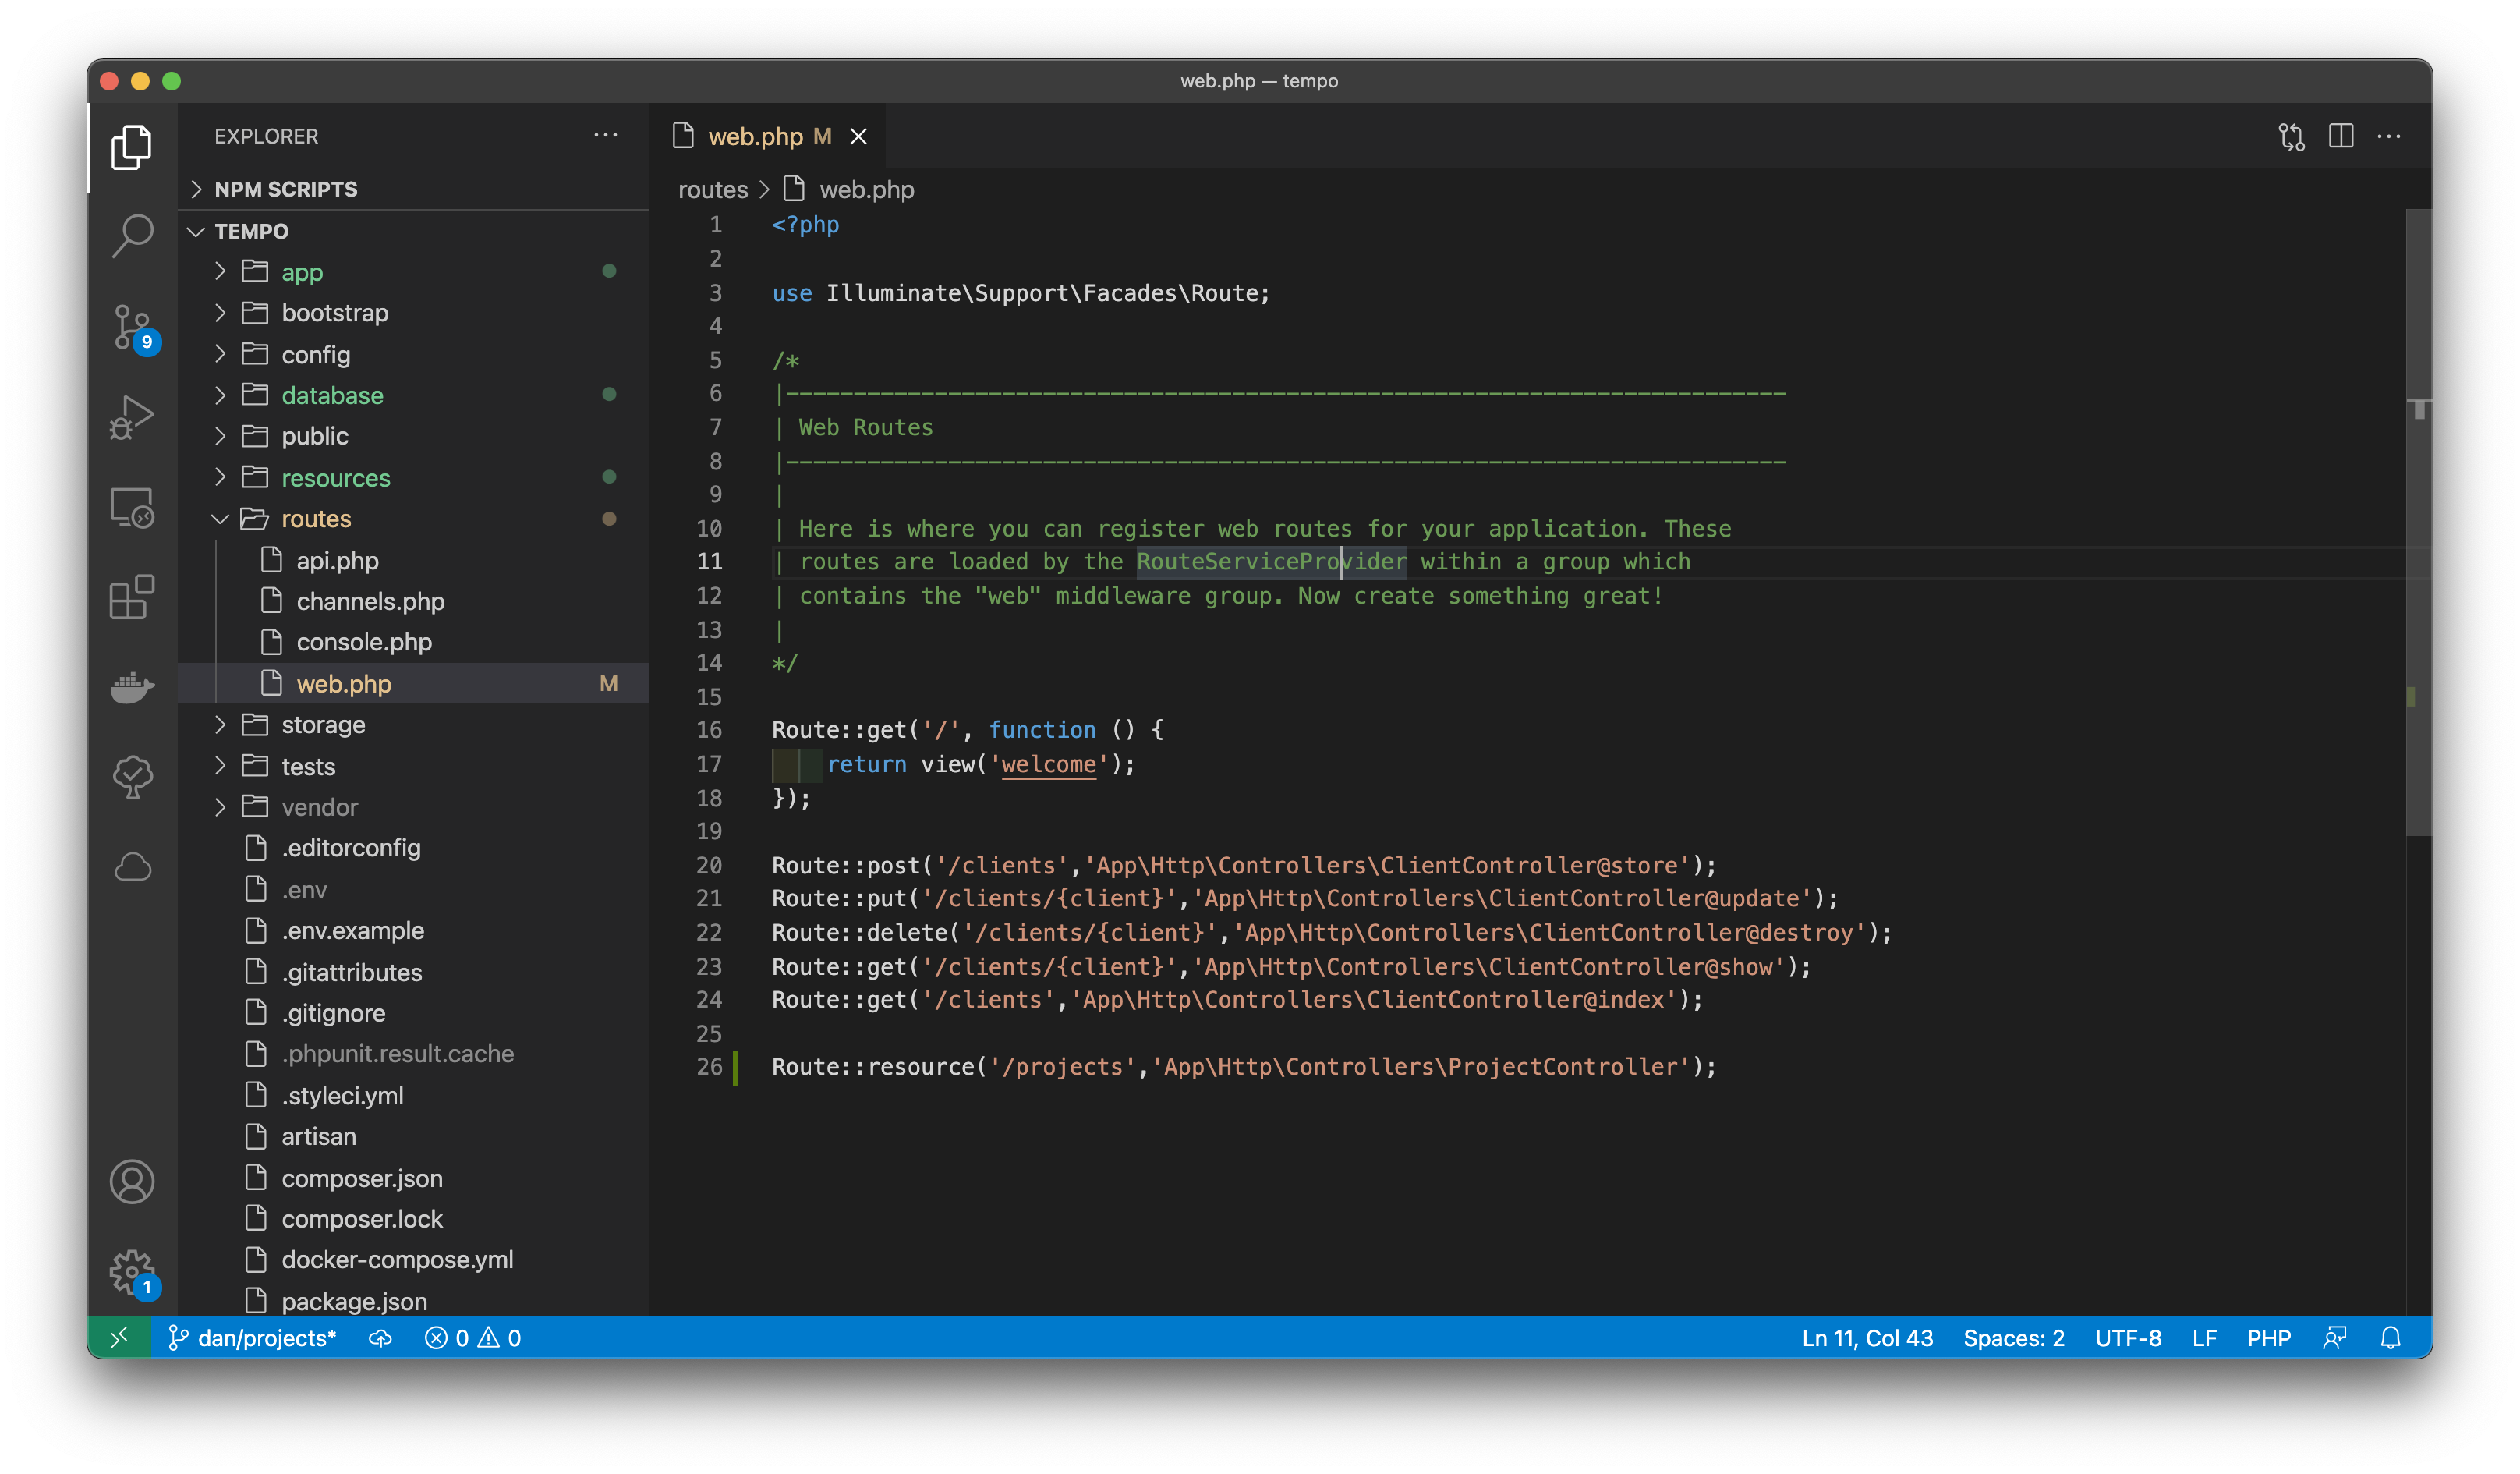 web.php — tempo
EXPLORER
NPM SCRIPTS
TEMPO
app
bootstrap
config
database
public
resources
routes
api.php
channels.php
console.php
web.php M
storage
tests
vendor
.editorconfig
.env
.env.example
.gitattributes
.gitignore
.phpunit.result.cache
.styleci.yml
artisan
composer.json
composer.lock
docker-compose.yml
package.json
9
1
web.php M
routes > web.php
1 <?php
2
3 use Illuminate\Support\Facades\Route;
4
5 /*
6 |--------------------------------------------------------------------------
7 | Web Routes
8 |--------------------------------------------------------------------------
9 |
10 | Here is where you can register web routes for your application. These
11 | routes are loaded by the RouteServiceProvider within a group which
12 | contains the "web" middleware group. Now create something great!
13 |
14 */
15
16 Route::get('/', function () {
17     return view('welcome');
18 });
19
20 Route::post('/clients','App\Http\Controllers\ClientController@store');
21 Route::put('/clients/{client}','App\Http\Controllers\ClientController@update');
22 Route::delete('/clients/{client}','App\Http\Controllers\ClientController@destroy');
23 Route::get('/clients/{client}','App\Http\Controllers\ClientController@show');
24 Route::get('/clients','App\Http\Controllers\ClientController@index');
25
26 Route::resource('/projects','App\Http\Controllers\ProjectController');
dan/projects* 0 0 Ln 11, Col 43 Spaces: 2 UTF-8 LF PHP